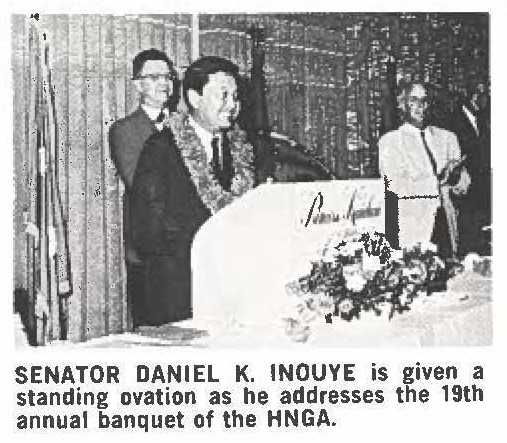 SENATOR DANIEL K. INOUYE is given a
standing ovation as he addresses the 19th
annual banquet of the HNGA.